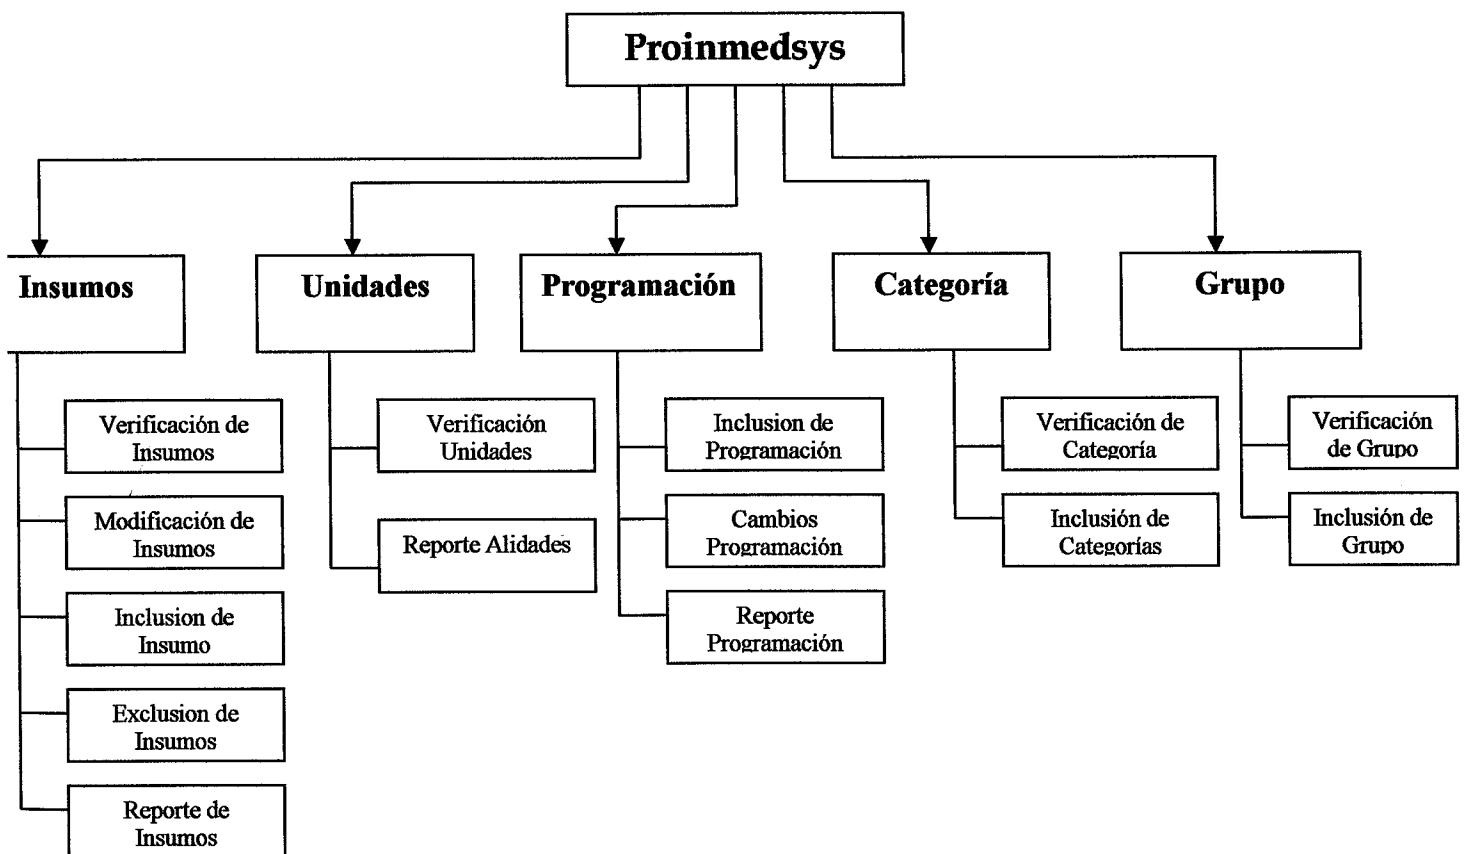 Proinmedsys
Insumos
Unidades
Programación
Categoría
Grupo
Verificación de
Insumos
Modificación de
Insumos
Inclusion de
Insumo
Exclusion de
Insumos
Reporte de
Insumos
Verificación
Unidades
Reporte Alidades
Inclusion de
Programación
Cambios
Programación
Reporte
Programación
Verificación de
Categoría
Inclusión de
Categorías
Verificación
de Grupo
Inclusión de
Grupo